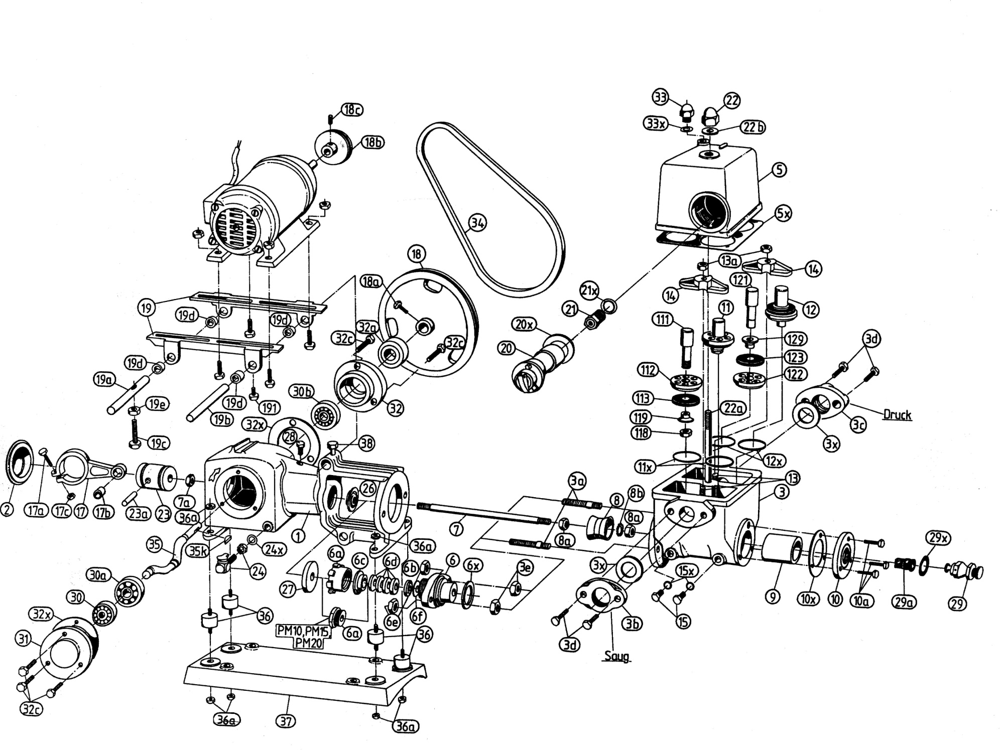 18c
18b
33
22
33x
22b
5
5x
34
18
18a
13a
14
14
121
12
21x
21
111
11
20x
20
19
19d
19d
32a
32c
32c
19d
19a
19e
19c
19d
19b
191
30b
32
32x
28
38
112
113
119
118
129
123
122
3d
Druck
3c
3x
22a
11x
12x
13
3
2
17a
17c
17
17b
23a
23
7a
36a
26
1
7
3a
8
8b
8a
8a
35
35k
24x
24
36a
6a
6c
6d
6b
6
6x
3e
3x
15x
15
9
10x
10
10a
29x
29a
29
30a
30
32x
31
32c
36
27
PM10, PM15,
PM20
6a
6e
6f
36
3d
3b
Saug
36a
37
36a